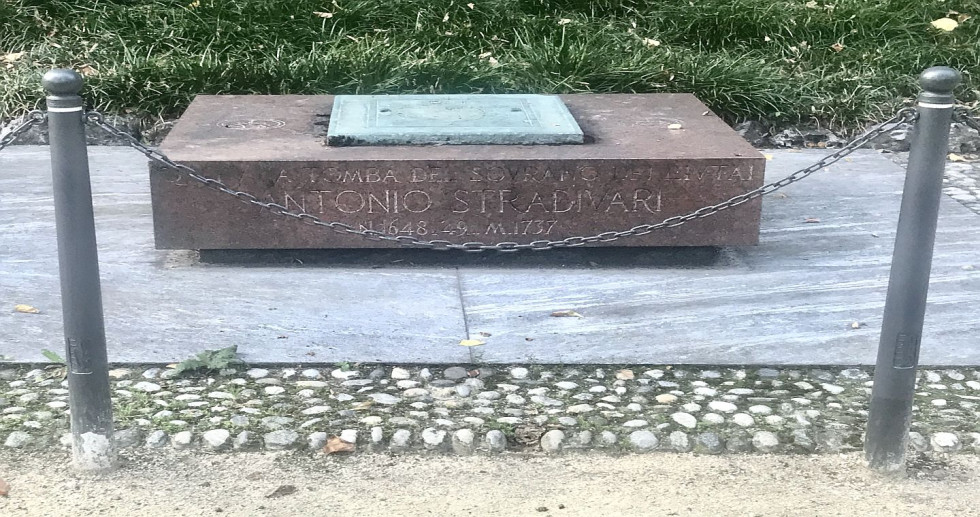 TOMBA DEL SOVRANO DEI LIUTAI
ANTONIO STRADIVARI
N.1648.49 M.1737